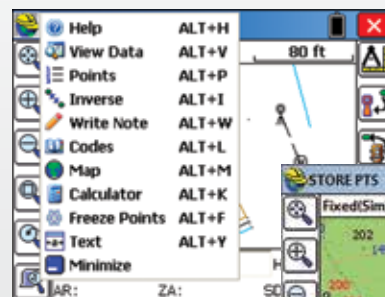 Help ALT+H
View Data ALT+V
80 ft
Points ALT+P
Inverse ALT+I
Write Note ALT+W
Codes ALT+L
Map ALT+M
STORE PTS
Calculator ALT+K
Fixed(Sim
Freeze Points ALT+F
202
Text ALT+Y
Minimize
H
200
AR: ZA: SD